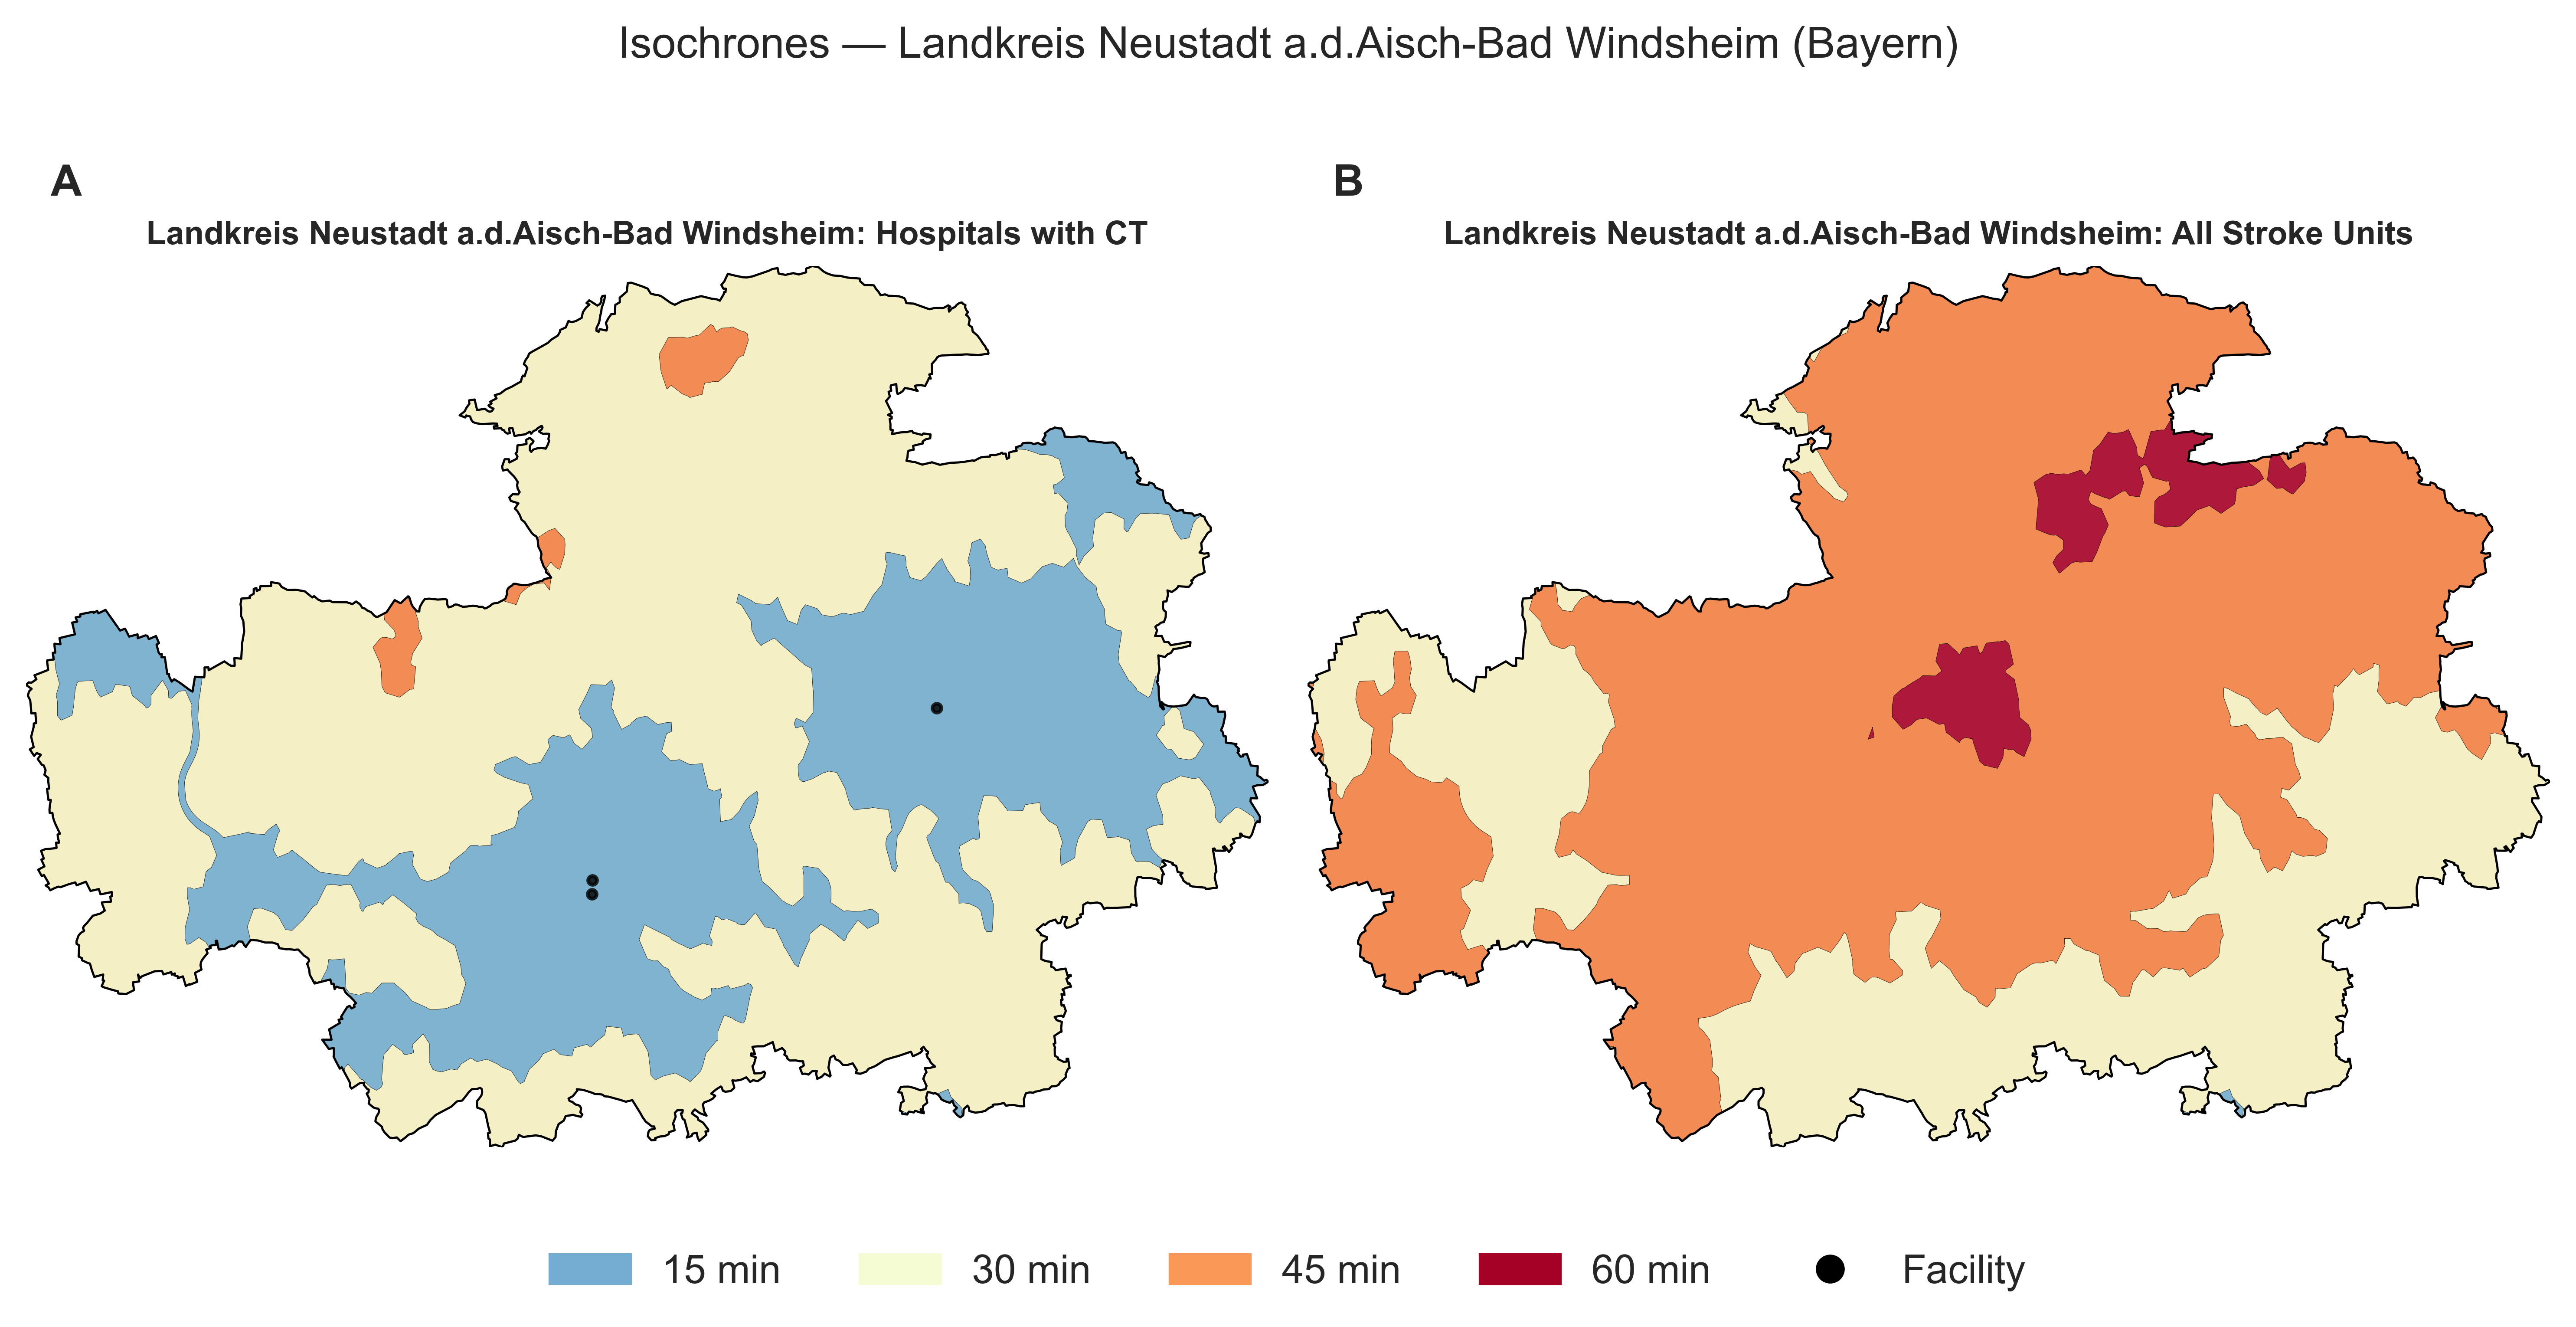 Isochrones — Landkreis Neustadt a.d.Aisch-Bad Windsheim (Bayern)
A
Landkreis Neustadt a.d.Aisch-Bad Windsheim: Hospitals with CT
B
Landkreis Neustadt a.d.Aisch-Bad Windsheim: All Stroke Units
15 min
30 min
45 min
60 min
Facility